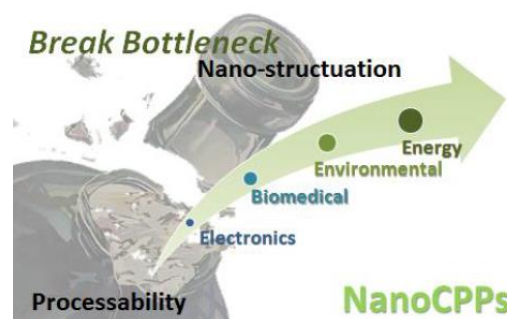 Break Bottleneck
Nano-structuation
Energy
Environmental
Biomedical
Electronics
Processability
NanoCPPs